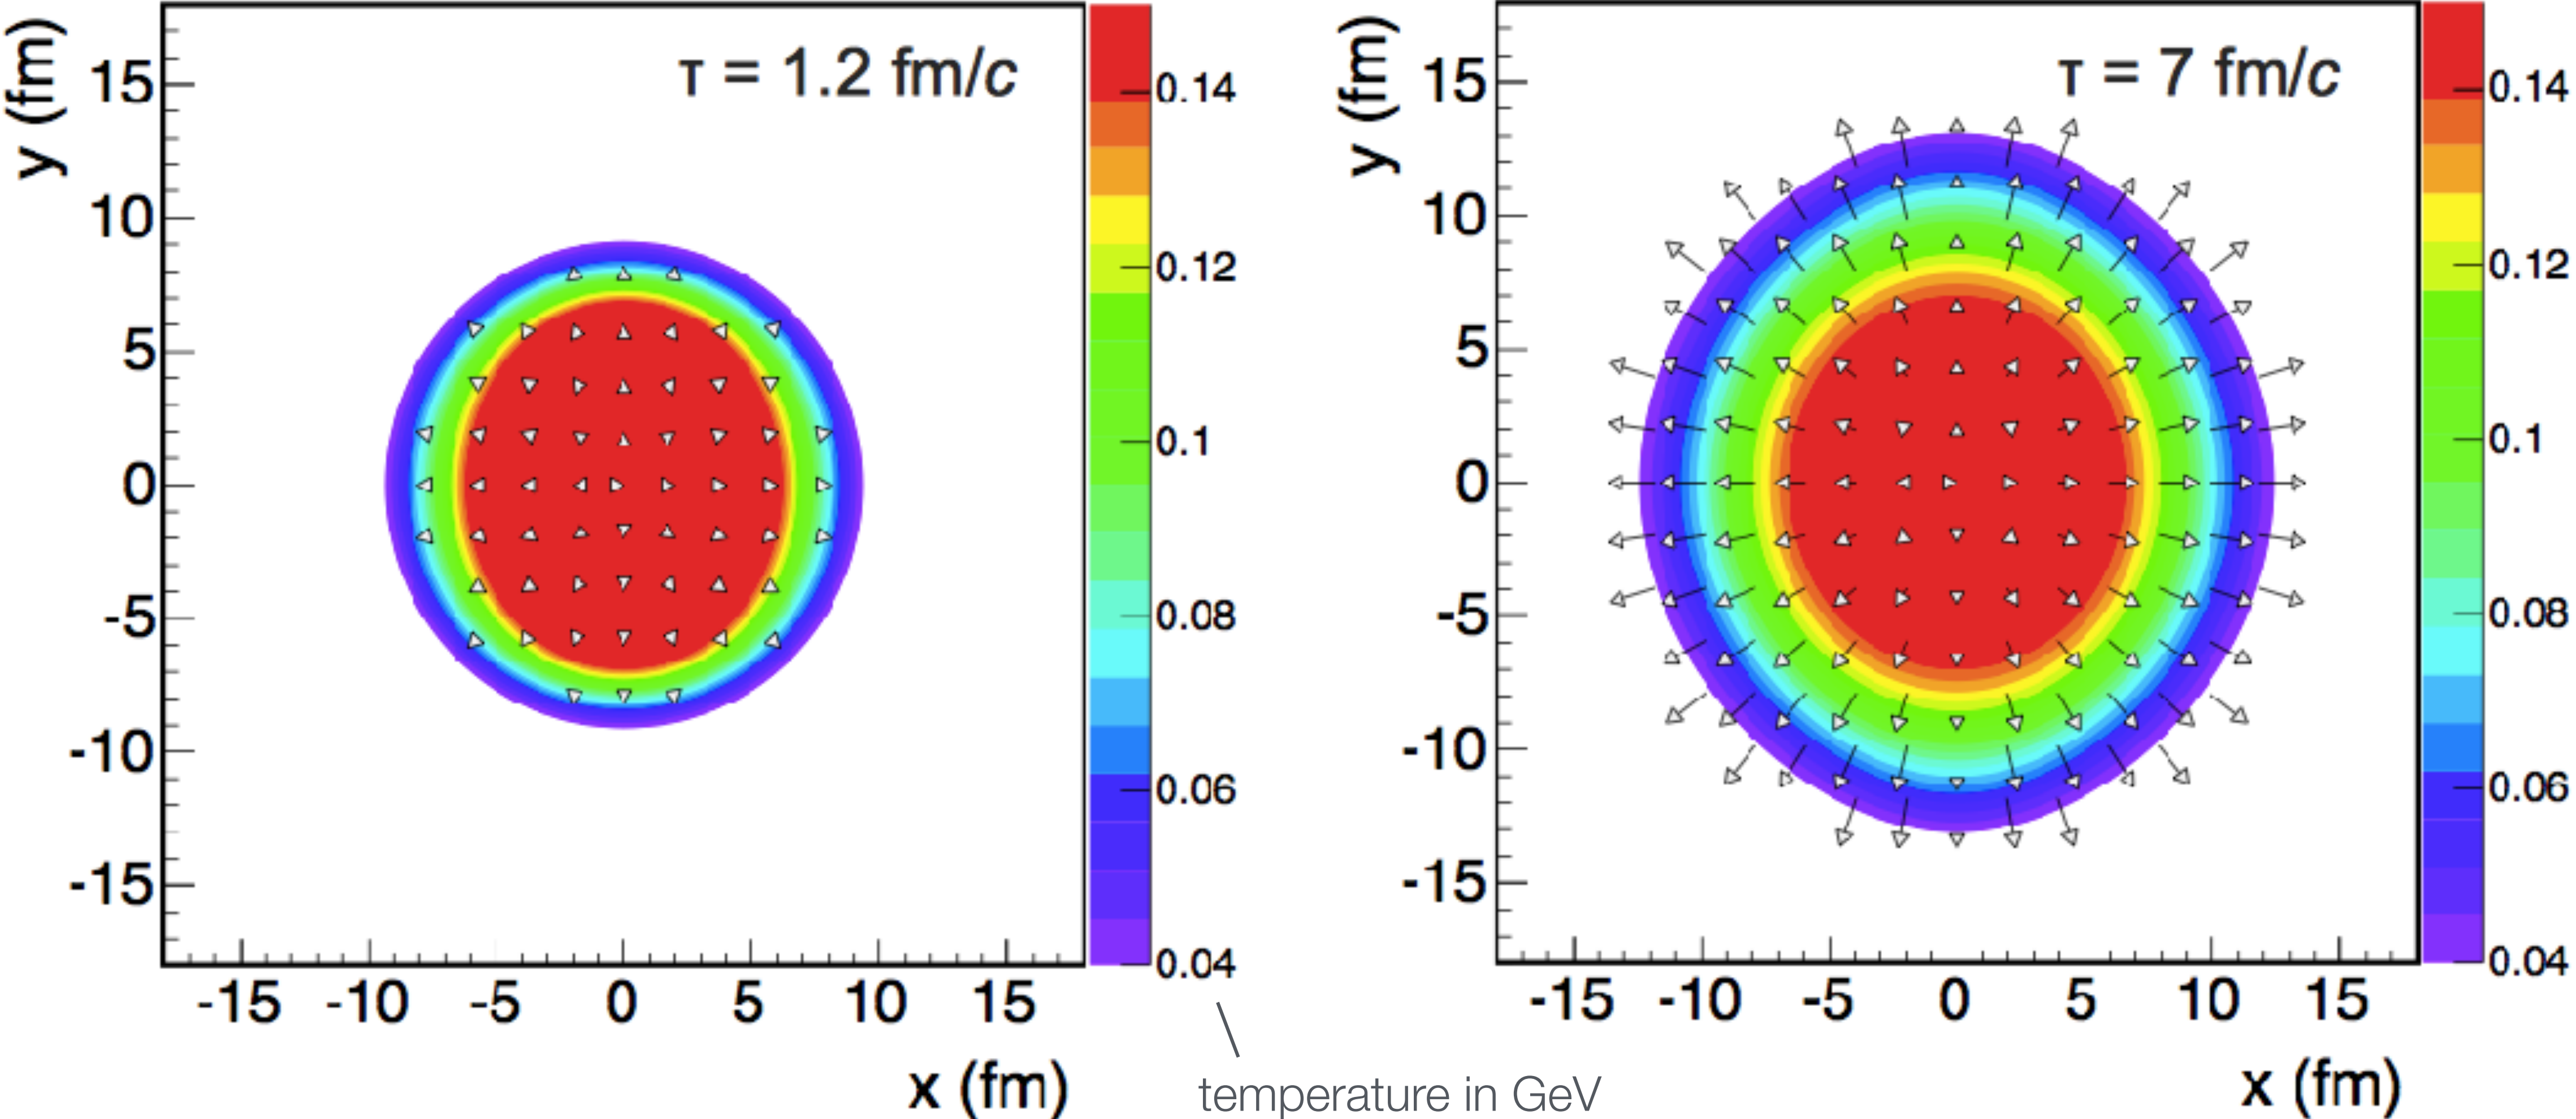 y (fm)
τ = 1.2 fm/c
15
10
5
0
-5
-10
-15
-15 -10 -5 0 5 10 15
x (fm)
0.14
0.12
0.1
0.08
0.06
0.04
temperature in GeV
y (fm)
τ = 7 fm/c
15
10
5
0
-5
-10
-15
-15 -10 -5 0 5 10 15
x (fm)
0.14
0.12
0.1
0.08
0.06
0.04